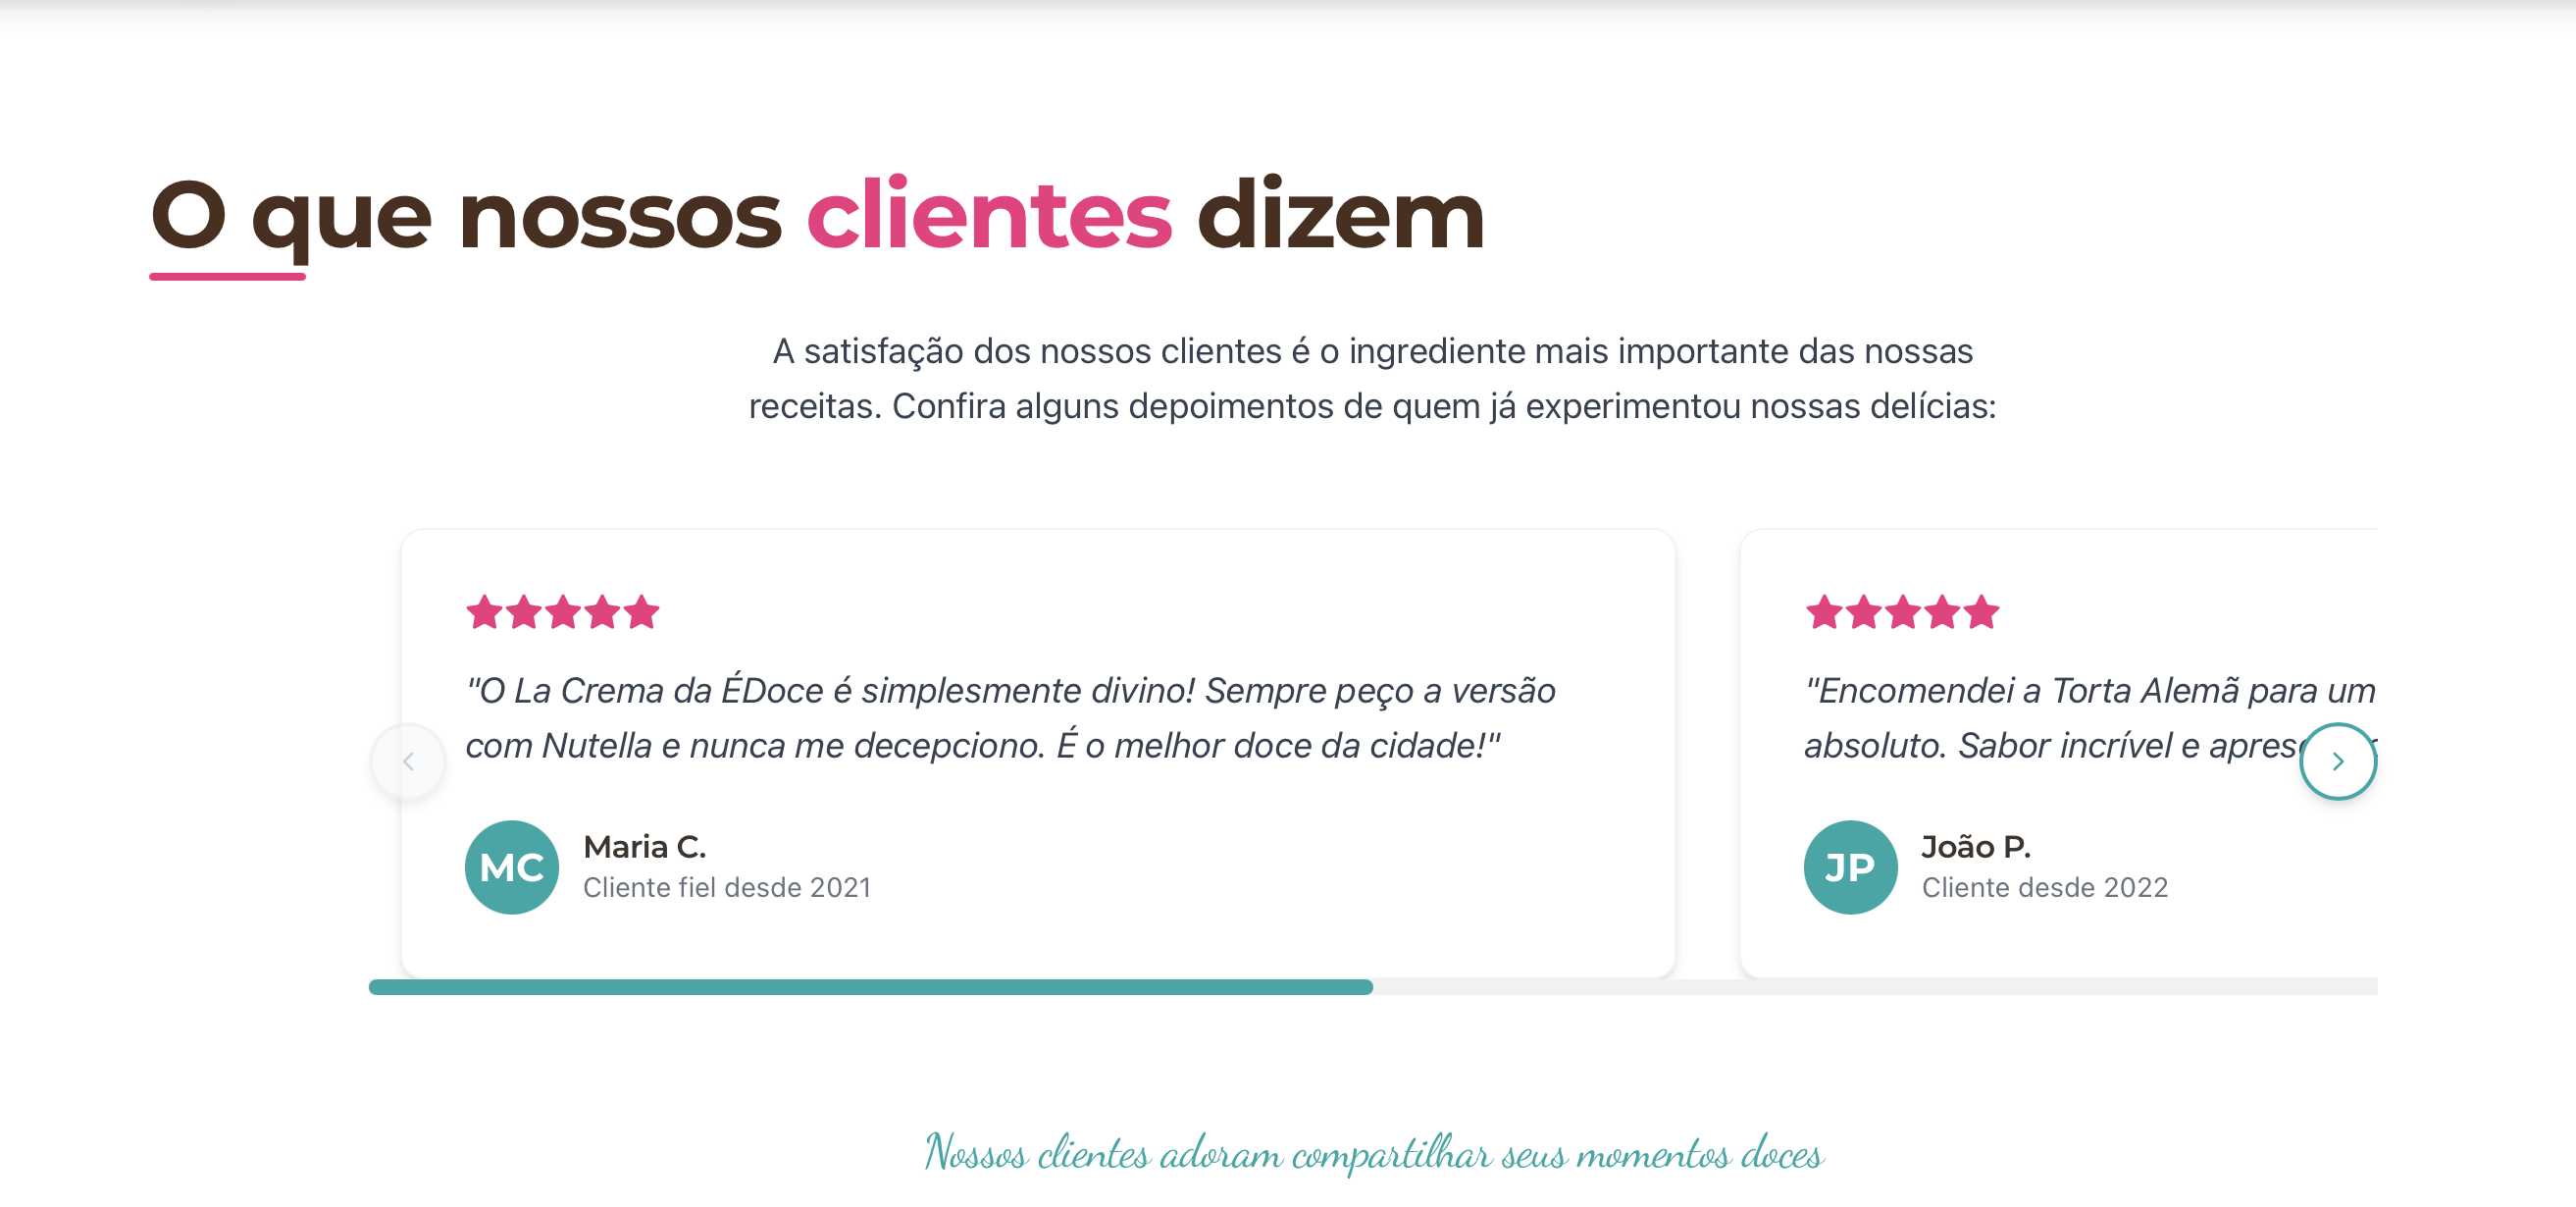 O que nossos clientes dizem
A satisfação dos nossos clientes é o ingrediente mais importante das nossas
receitas. Confira alguns depoimentos de quem já experimentou nossas delícias:
"O La Crema da ÉDoce é simplesmente divino! Sempre peço a versão
com Nutella e nunca me decepciono. É o melhor doce da cidade!"
MC
Maria C.
Cliente fiel desde 2021
"Encomendei a Torta Alemã para um
absoluto. Sabor incrível e
JP
João P.
Cliente desde 2022
Nossos clientes adoram compartilhar seus momentos doces